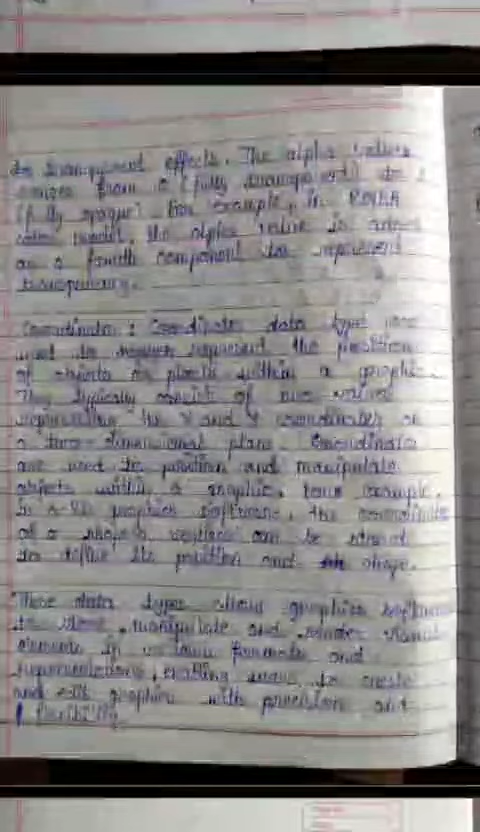 for transparent effects. The alpha values
ranges from 0 (fully transparent) to 1
(fully opaque). For example, in RGBA
color model, the alpha value is added
as a fourth component to represent
transparency.
Coordinates : Coordinates data type are
used to represent the position
of objects or pixels within a graphic.
They typically consist of two values
representing the X and Y coordinates on
a two-dimensional plane. Coordinates
are used to position and manipulate
objects within a graphic. example,
in a 2D graphics software, the coordinates
of a shape's vertices can be stored
to define its position and shape.
These data types allow graphics software
to store, manipulate and render visual
elements in various formats and
representations, enabling users to create
and edit graphics with precision and
flexibility